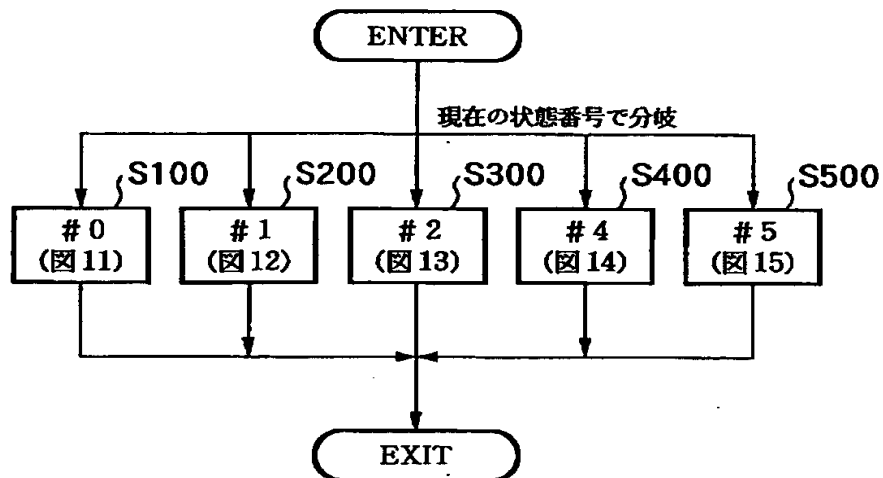 ENTER
現在の状態番号で分岐
S100
S200
S300
S400
S500
#0
(図11)
#1
(図12)
#2
(図13)
#4
(図14)
#5
(図15)
EXIT